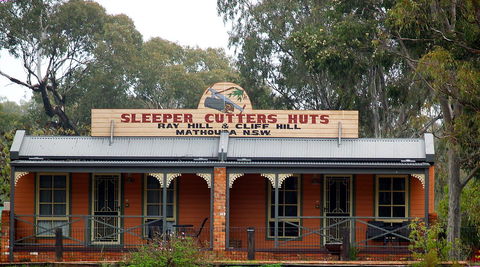 SLEEPER CUTTERS HUTS
RAY HILL & CLIFF HILL
MATHOURA N.S.W.